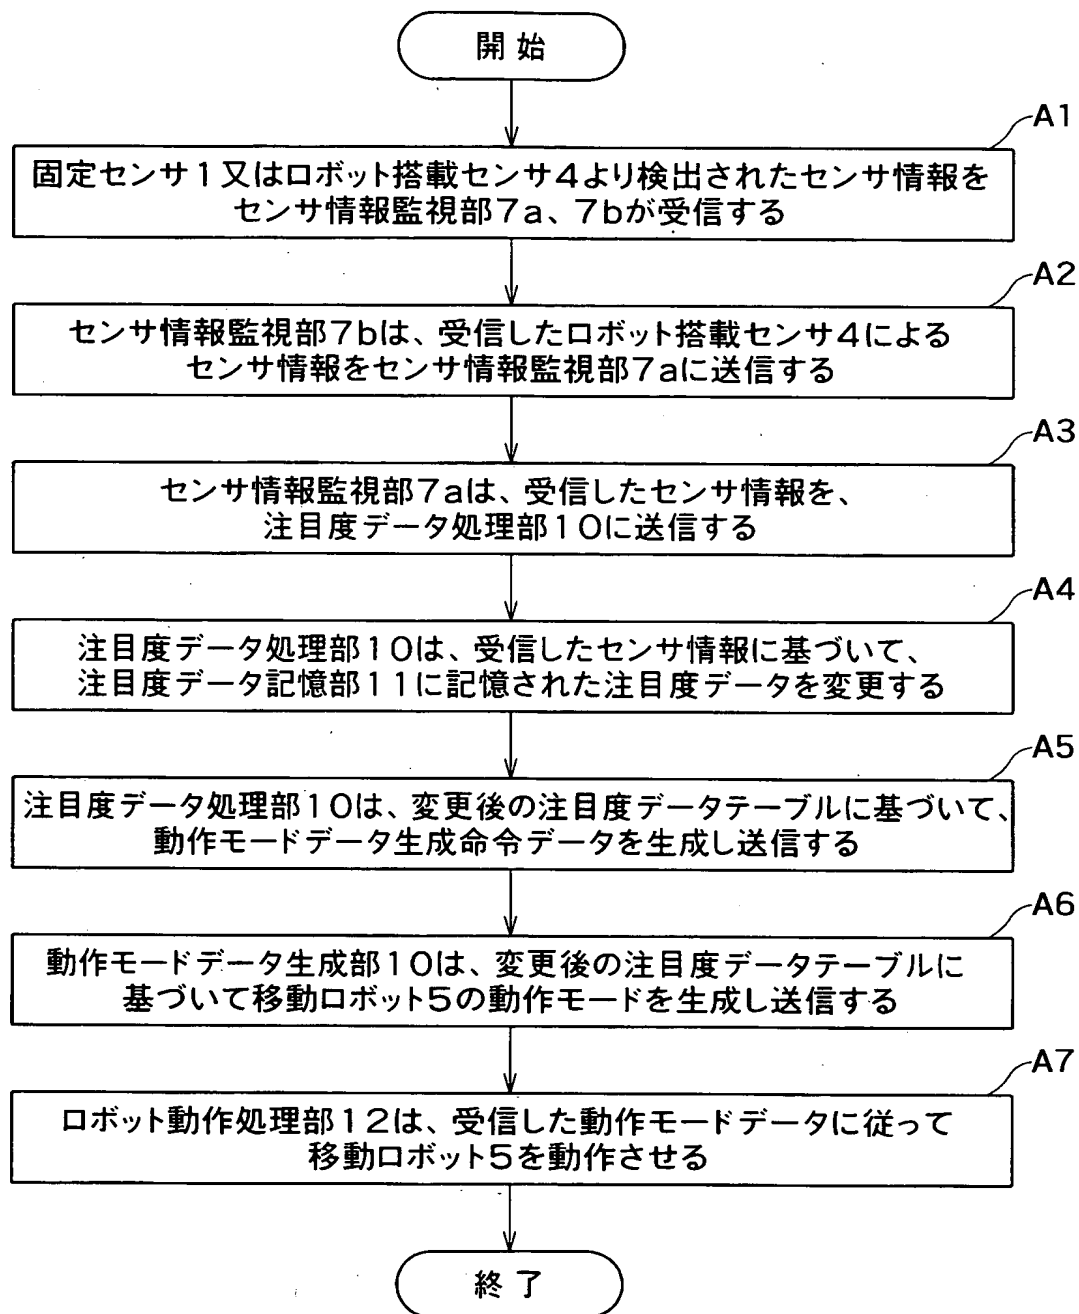 開始
A1
固定センサ1又はロボット搭載センサ4より検出されたセンサ情報を
センサ情報監視部7a、7bが受信する
A2
センサ情報監視部7bは、受信したロボット搭載センサ4による
センサ情報をセンサ情報監視部7aに送信する
A3
センサ情報監視部7aは、受信したセンサ情報を、
注目度データ処理部10に送信する
A4
注目度データ処理部10は、受信したセンサ情報に基づいて、
注目度データ記憶部11に記憶された注目度データを変更する
A5
注目度データ処理部10は、変更後の注目度データテーブルに基づいて、
動作モードデータ生成命令データを生成し送信する
A6
動作モードデータ生成部10は、変更後の注目度データテーブルに
基づいて移動ロボット5の動作モードを生成し送信する
A7
ロボット動作処理部12は、受信した動作モードデータに従って
移動ロボット5を動作させる
終了